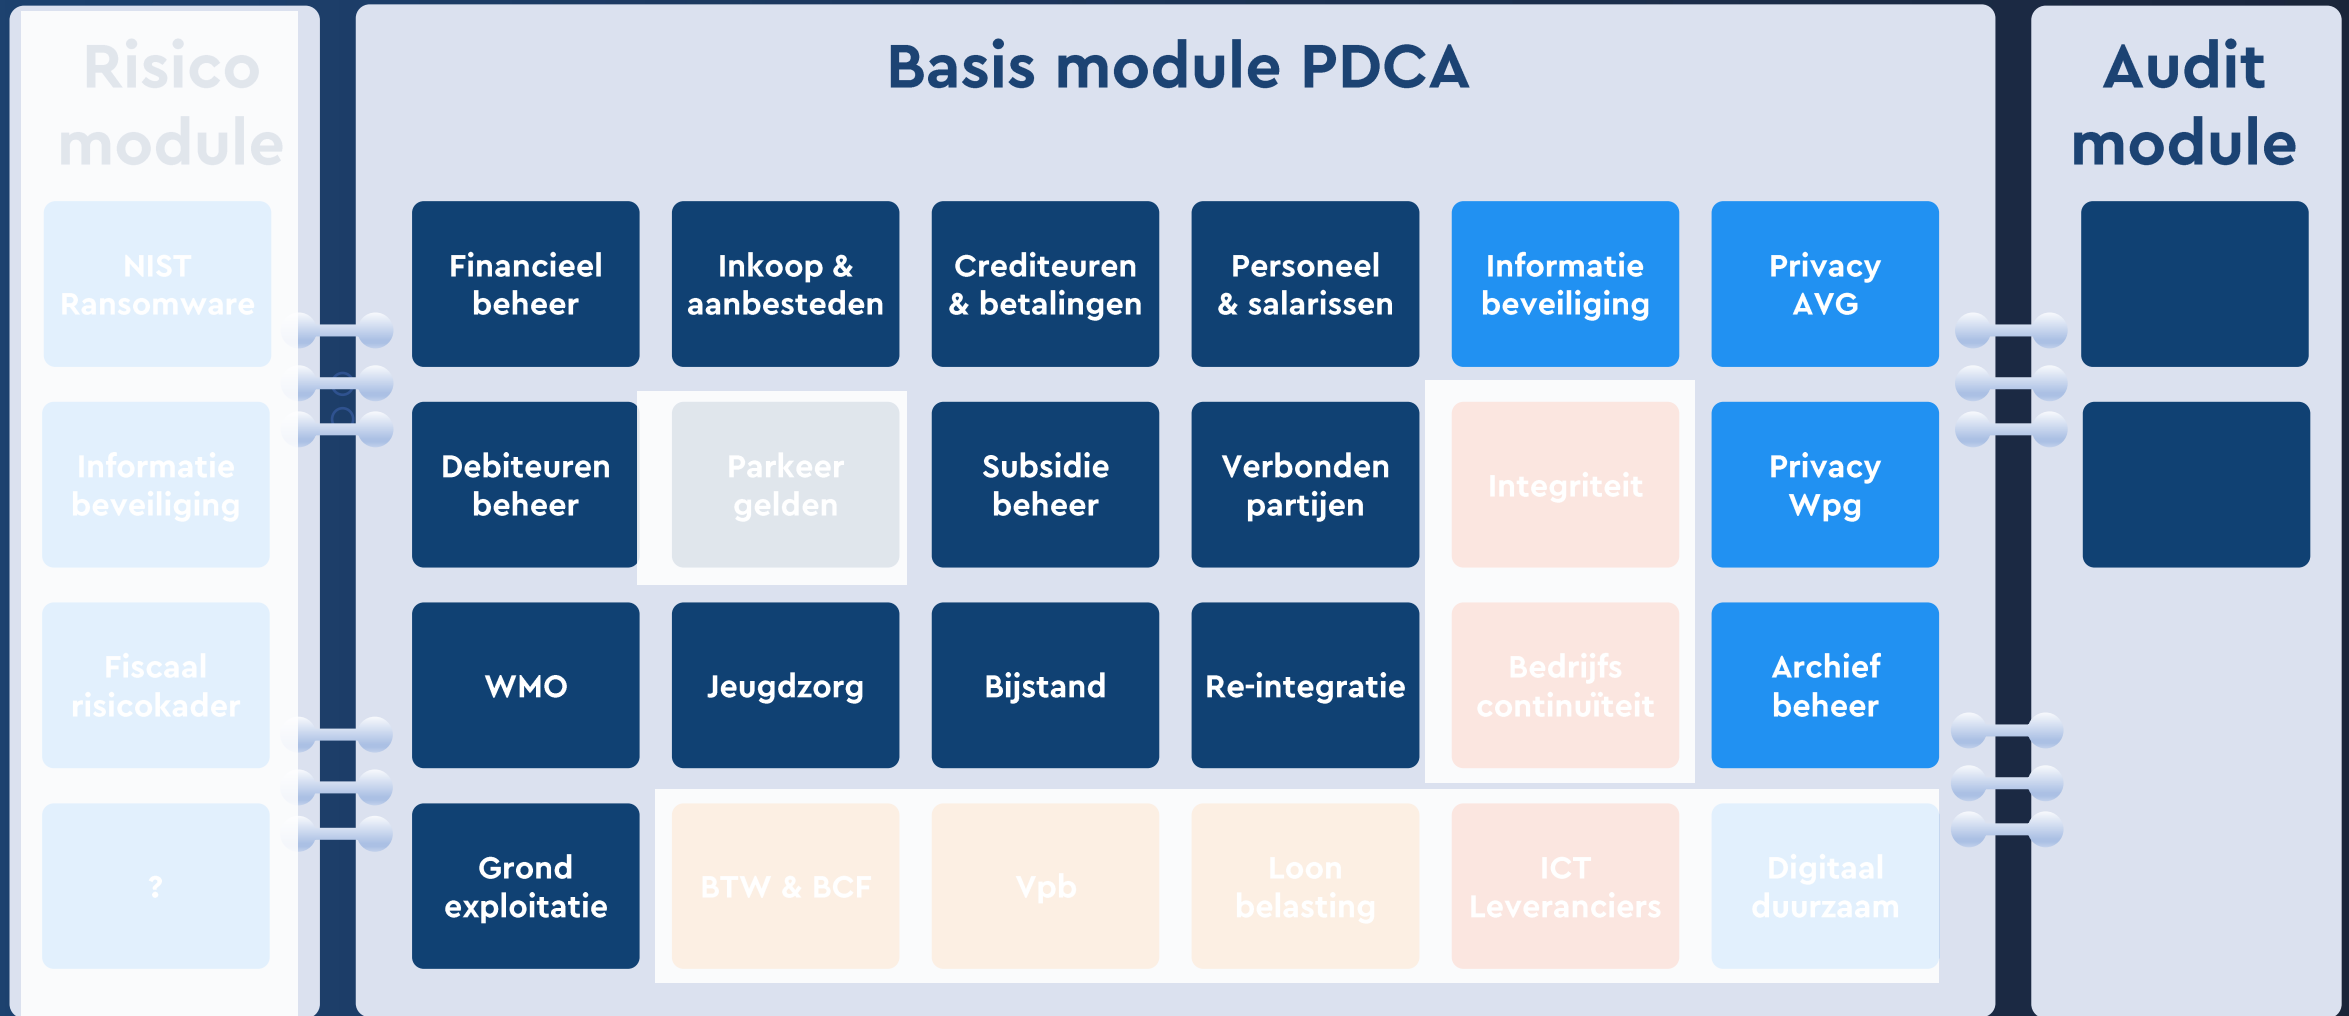 Risico
module
Basis module PDCA
Audit
module
NIST
Ransomware
Financieel
beheer
Inkoop &
aanbesteden
Crediteuren
& betalingen
Personeel
& salarissen
Informatie
beveiliging
Privacy
AVG
Informatie
beveiliging
Debiteuren
beheer
Parkeer
gelden
Subsidie
beheer
Verbonden
partijen
Integriteit
Privacy
Wpg
Fiscaal
risicokader
WMO
Jeugdzorg
Bijstand
Re-integratie
Bedrijfs
continuïteit
Archief
beheer
?
Grond
exploitatie
BTW & BCF
Vpb
Loon
belasting
ICT
Leveranciers
Digitaal
duurzaam